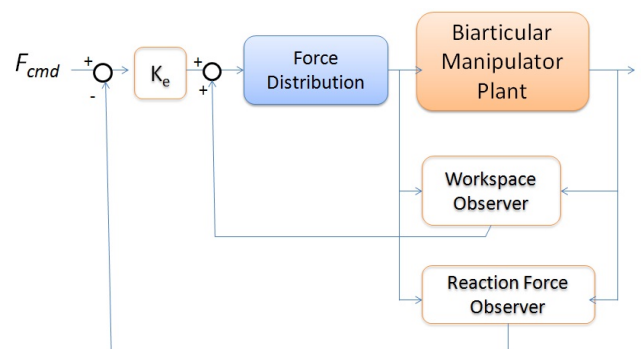 Biarticular
Manipulator
Plant
Force
Distribution
F_cmd
+
-
K_e
+
+
Workspace
Observer
Reaction Force
Observer